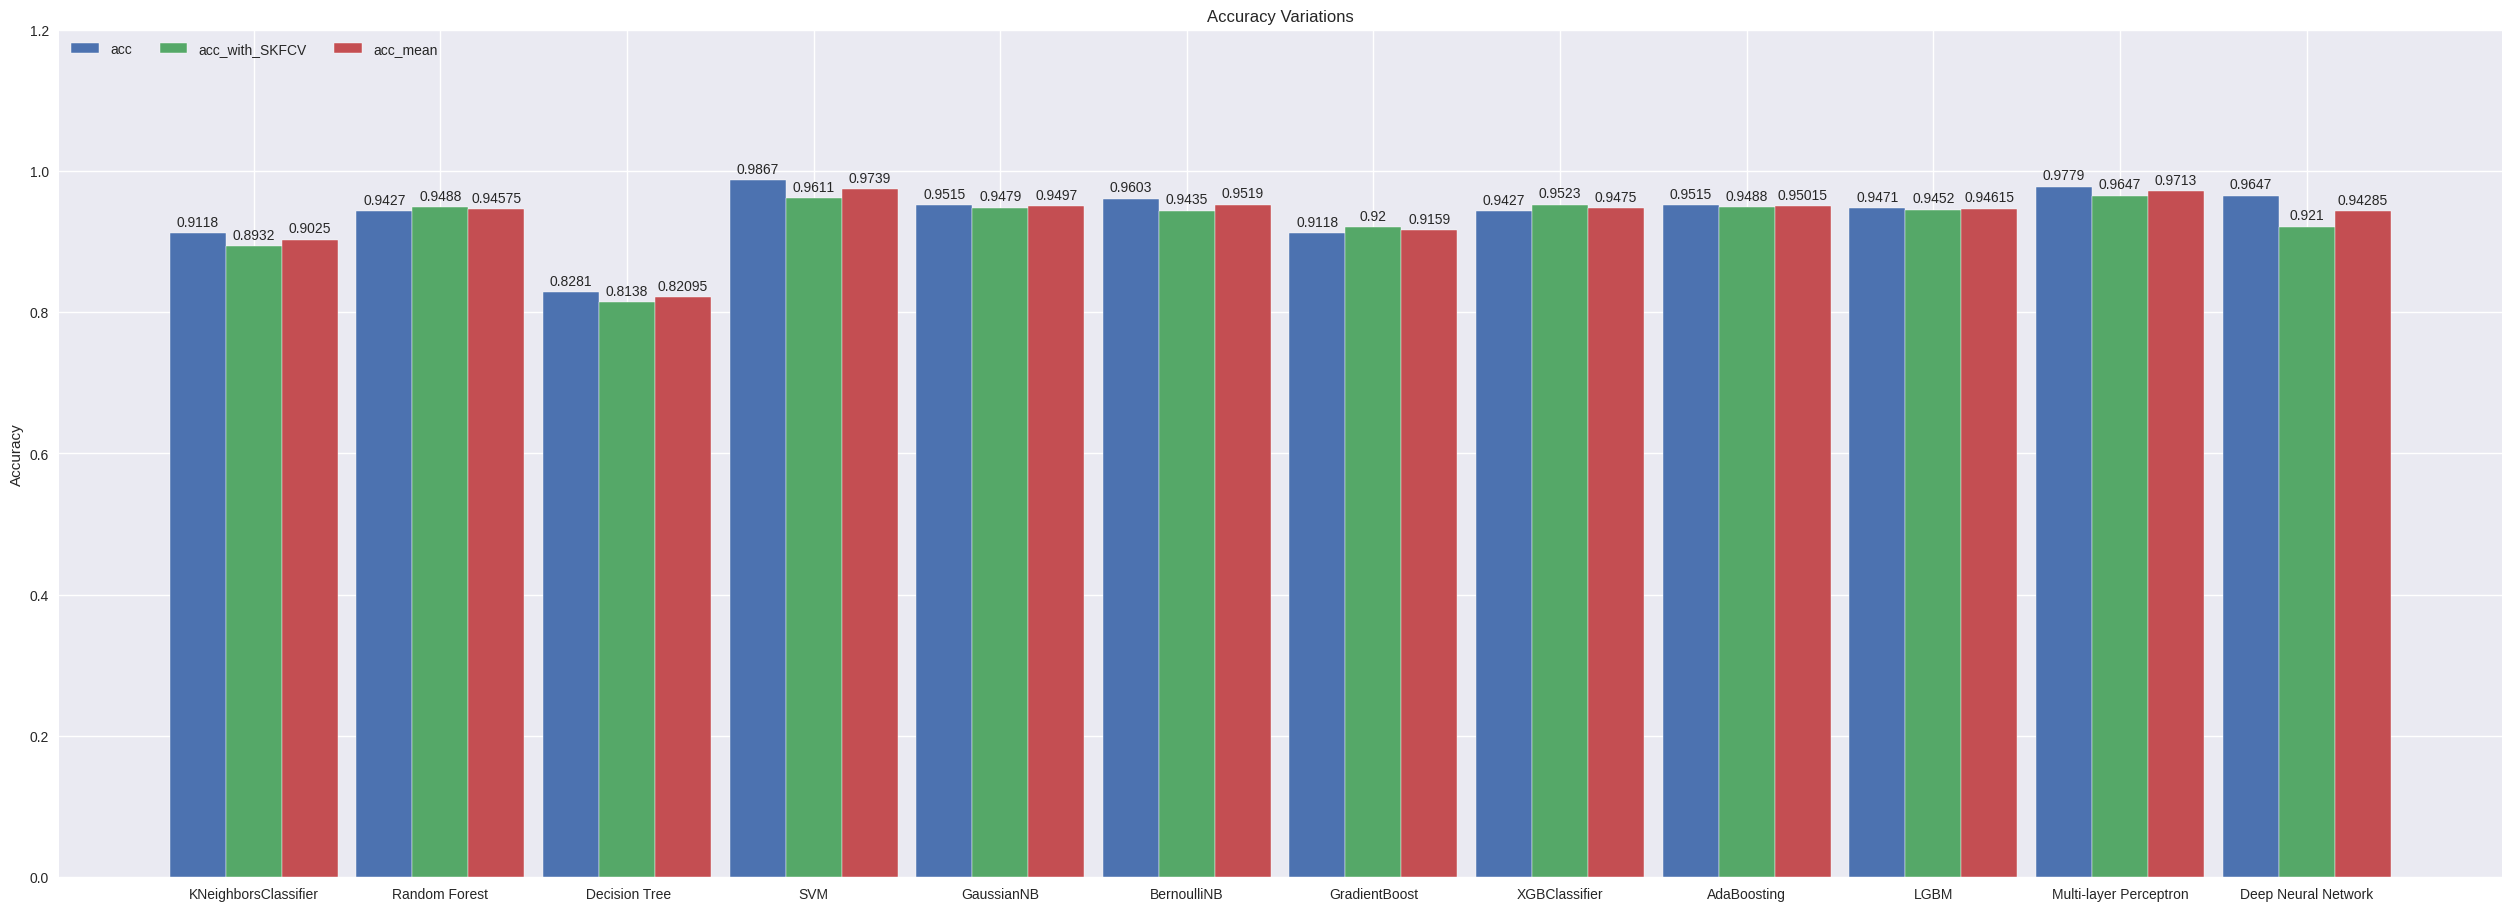 Accuracy Variations
acc acc_with_SKFCV acc_mean
Accuracy
1.2
1.0
0.8
0.6
0.4
0.2
0.0
0.9118 0.8932 0.9025
0.9427 0.9488 0.94575
0.8281 0.8138 0.82095
0.9867 0.9611 0.9739
0.9515 0.9479 0.9497
0.9603 0.9435 0.9519
0.9118 0.92 0.9159
0.9427 0.9523 0.9475
0.9515 0.9488 0.95015
0.9471 0.9452 0.94615
0.9779 0.9647 0.9713
0.9647 0.921 0.94285
KNeighborsClassifier Random Forest Decision Tree SVM GaussianNB BernoulliNB GradientBoost XGBClassifier AdaBoosting LGBM Multi-layer Perceptron Deep Neural Network